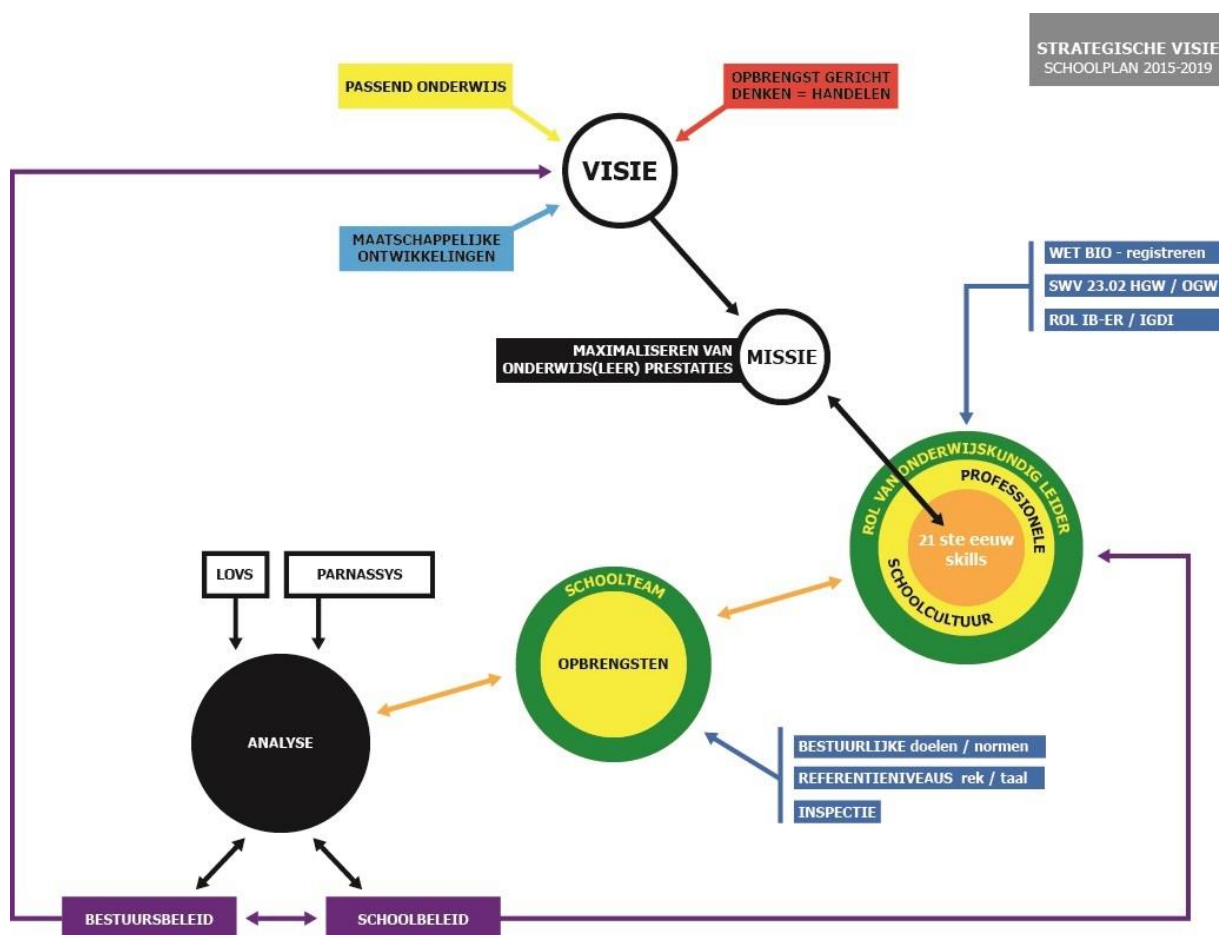 STRATEGISCHE VISIE
SCHOOLPLAN 2015-2019
PASSEND ONDERWIJS
OPBRENGST GERICHT
DENKEN = HANDELEN
VISIE
MAATSCHAPPELIJKE
ONTWIKKELINGEN
WET BIO - registreren
SWV 23.02 HGW / OGW
ROL IB-ER / IGDI
MAXIMALISEREN VAN
ONDERWIJS(LEER) PRESTATIES
MISSIE
ROL VAN ONDERWIJSKUNDIG LEIDER
PROFESSIONELE
SCHOOLCULTUUR
21 ste eeuw
skills
LOVS
PARNASSYS
SCHOOLTEAM
OPBRENGSTEN
ANALYSE
BESTUURLIJKE doelen / normen
REFERENTIENIVEAUS rek / taal
INSPECTIE
BESTUURSBELEID
SCHOOLBELEID